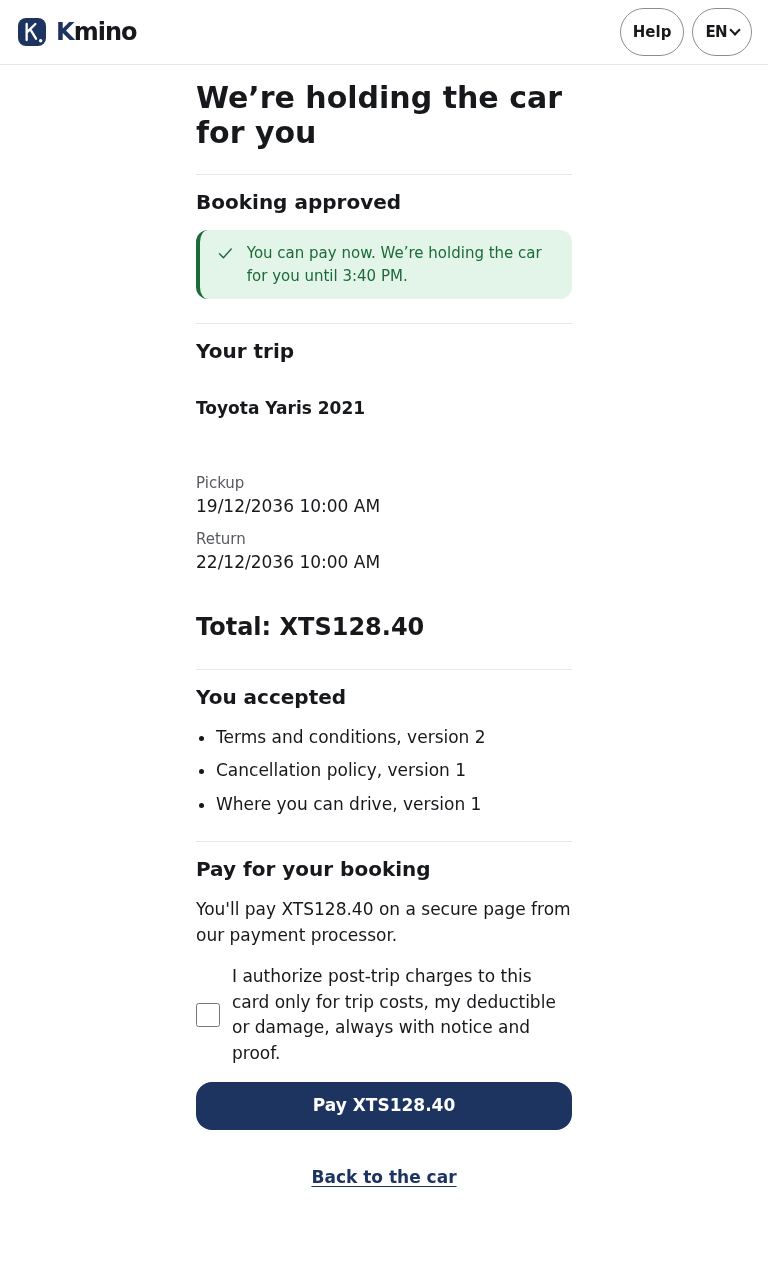 Kmino
Help
EN
We’re holding the car
for you
Booking approved
You can pay now. We’re holding the car
for you until 3:40 PM.
Your trip
Toyota Yaris 2021
Pickup
19/12/2036 10:00 AM
Return
22/12/2036 10:00 AM
Total: XTS128.40
You accepted
• Terms and conditions, version 2
• Cancellation policy, version 1
• Where you can drive, version 1
Pay for your booking
You'll pay XTS128.40 on a secure page from
our payment processor.
I authorize post-trip charges to this
card only for trip costs, my deductible
or damage, always with notice and
proof.
Pay XTS128.40
Back to the car